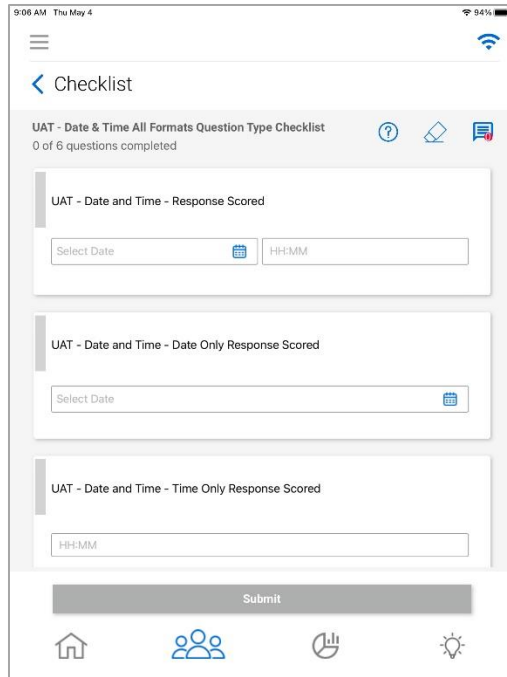 9:06 AM Thu May 4
94%
Checklist
UAT - Date & Time All Formats Question Type Checklist
0 of 6 questions completed
UAT - Date and Time - Response Scored
Select Date
HH:MM
UAT - Date and Time - Date Only Response Scored
Select Date
UAT - Date and Time - Time Only Response Scored
HH:MM
Submit